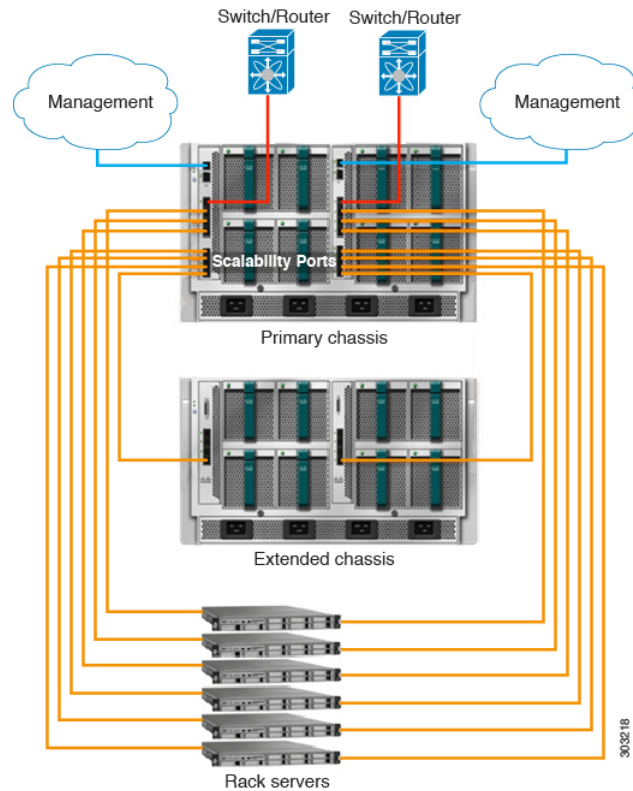 Switch/Router
Switch/Router
Management
Management
Scalability Ports
Primary chassis
Extended chassis
Rack servers
303218